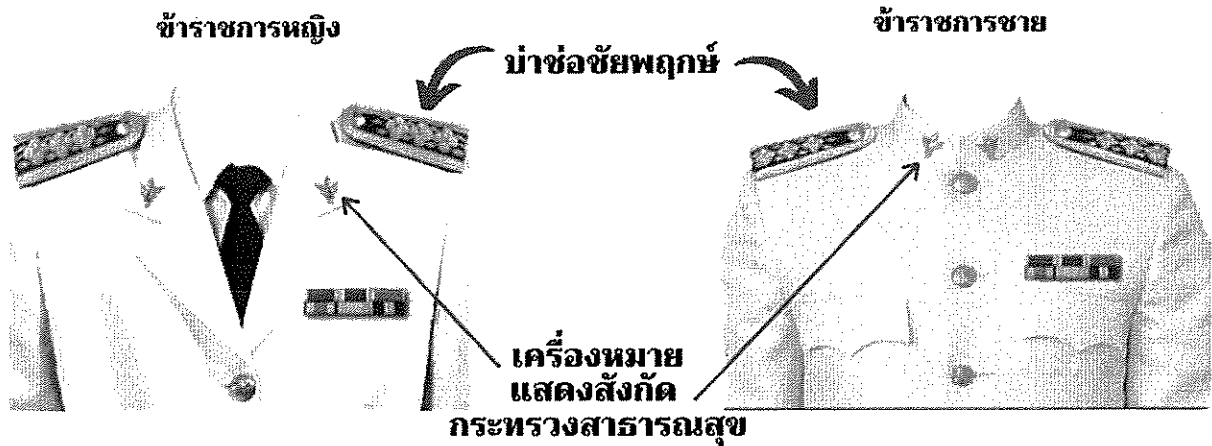 ข้าราชการหญิง
ข้าราชการชาย
บ่าช่อชัยพฤกษ์
เครื่องหมาย
แสดงสังกัด
กระทรวงสาธารณสุข